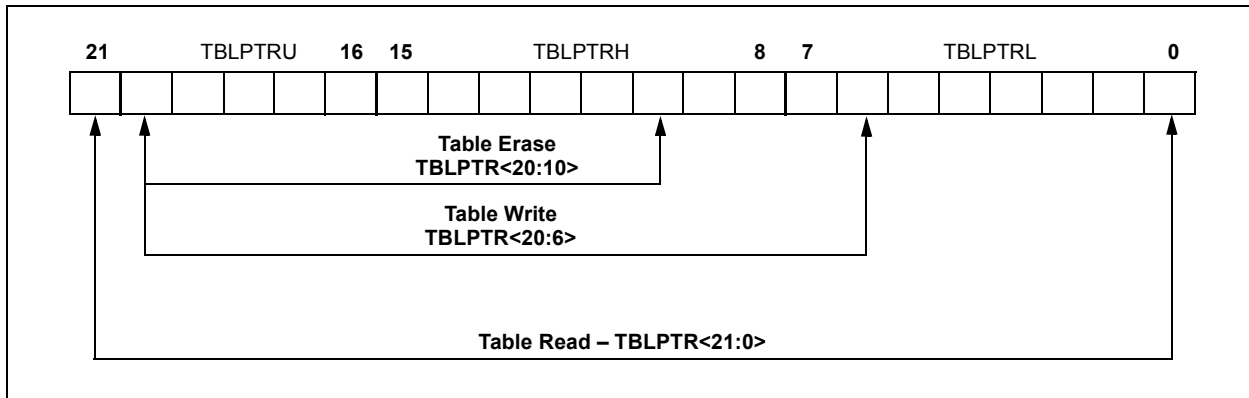 21 TBLPTRU 16 15 TBLPTRH 8 7 TBLPTRL 0
Table Erase
TBLPTR<20:10>
Table Write
TBLPTR<20:6>
Table Read – TBLPTR<21:0>